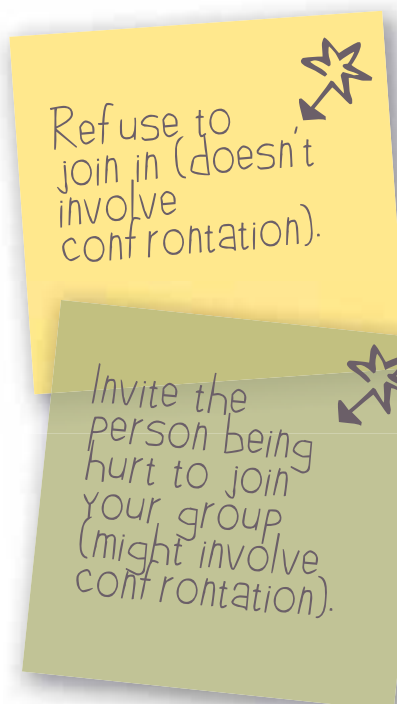 Refuse to
join in (doesn't
involve
confrontation).
Invite the
person being
hurt to join
your group
(might involve
confrontation).